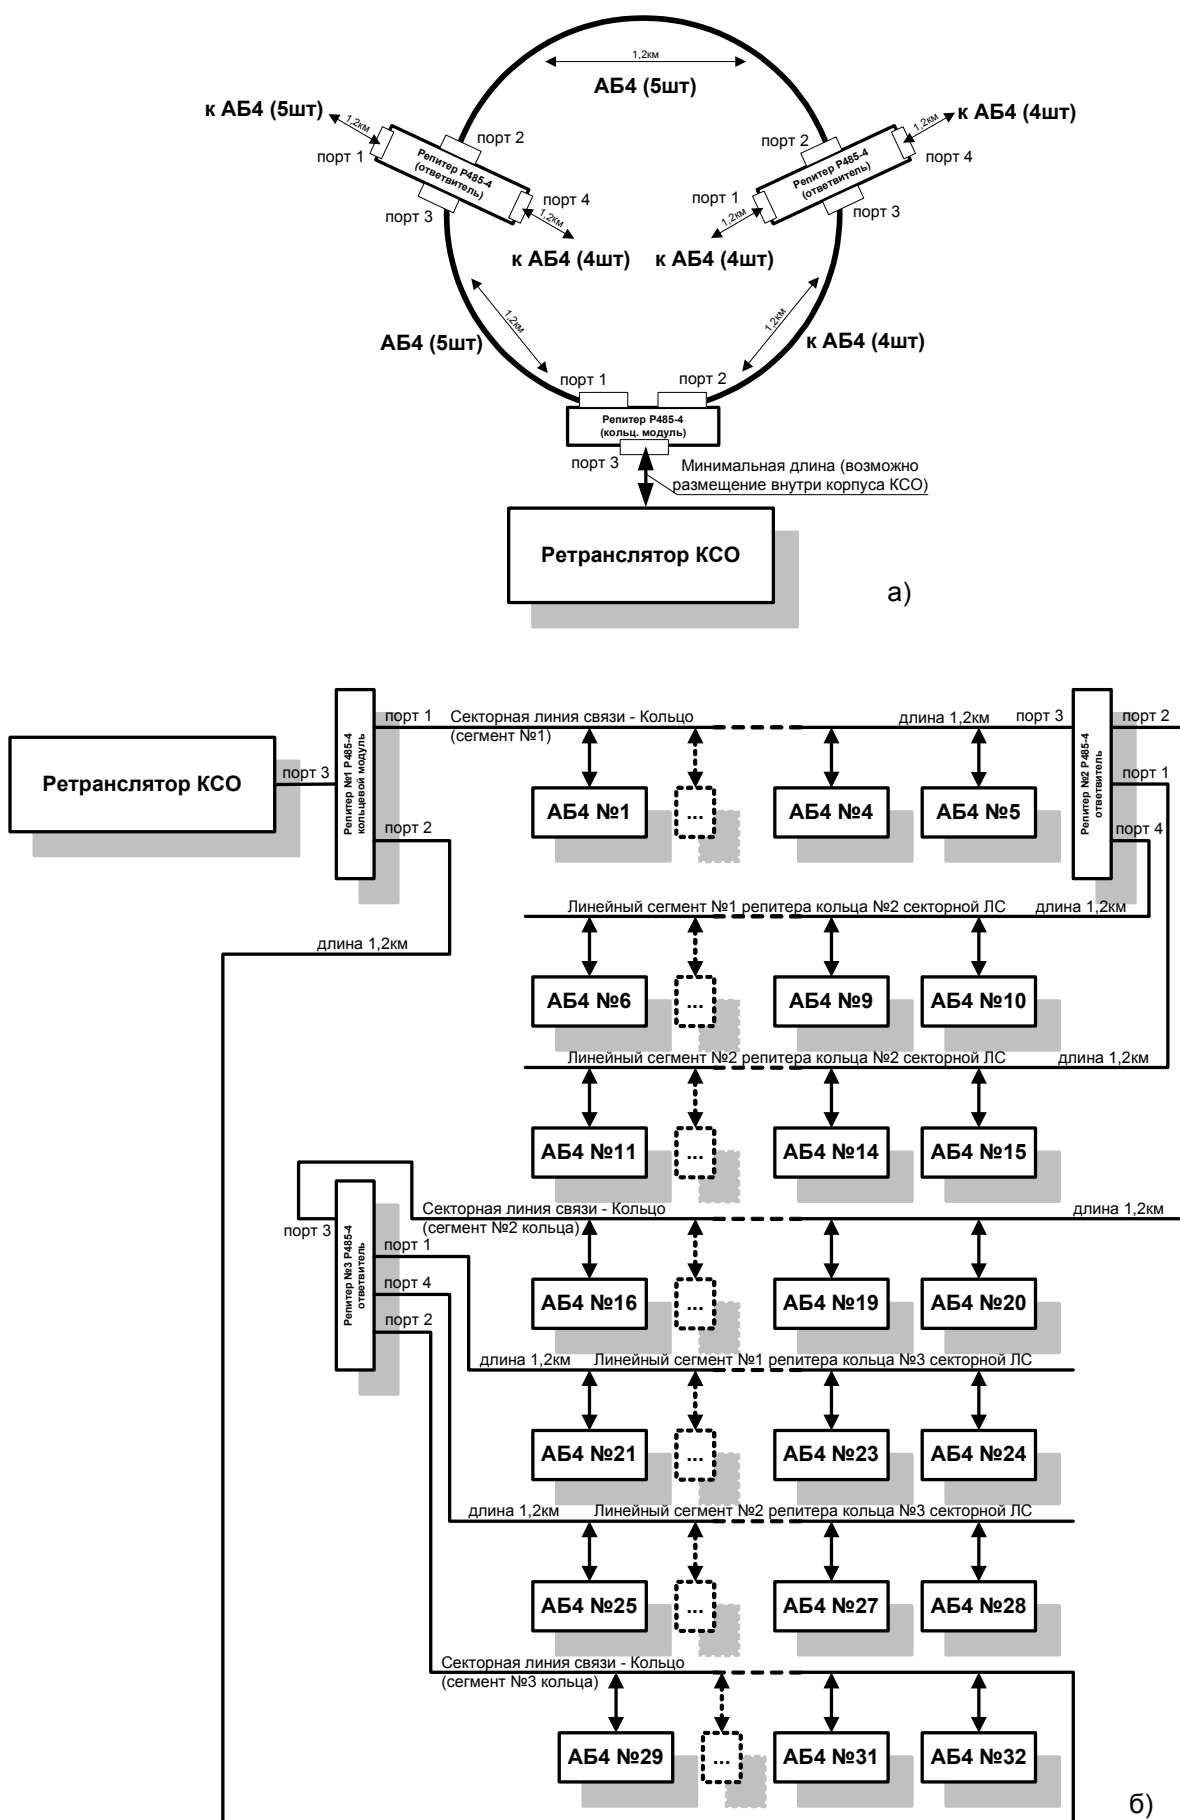 1,2км
АБ4 (5шт)
к АБ4 (5шт)
1,2км
порт 1
порт 2
Репитер Р485-4
(ответвитель)
порт 3
порт 4
1,2км
к АБ4 (4шт)
к АБ4 (4шт)
1,2км
порт 4
порт 2
Репитер Р485-4
(ответвитель)
порт 1
порт 3
1,2км
к АБ4 (4шт)
1,2км
АБ4 (5шт)
1,2км
к АБ4 (4шт)
порт 1
порт 2
Репитер Р485-4
(кольц. модуль)
порт 3
Минимальная длина (возможно
размещение внутри корпуса КСО)
Ретранслятор КСО
а)
Ретранслятор КСО
порт 3
Репитер №1 Р485-4
кольцевой модуль
порт 1
порт 2
Секторная линия связи - Кольцо
(сегмент №1)
длина 1,2км
порт 3
Репитер №2 Р485-4
ответвитель
порт 2
порт 1
порт 4
АБ4 №1
...
АБ4 №4
АБ4 №5
Линейный сегмент №1 репитера кольца №2 секторной ЛС
длина 1,2км
длина 1,2км
АБ4 №6
...
АБ4 №9
АБ4 №10
Линейный сегмент №2 репитера кольца №2 секторной ЛС
длина 1,2км
АБ4 №11
...
АБ4 №14
АБ4 №15
порт 3
Репитер №3 Р485-4
ответвитель
Секторная линия связи - Кольцо
(сегмент №2 кольца)
длина 1,2км
порт 1
порт 4
порт 2
АБ4 №16
...
АБ4 №19
АБ4 №20
длина 1,2км
Линейный сегмент №1 репитера кольца №3 секторной ЛС
АБ4 №21
...
АБ4 №23
АБ4 №24
длина 1,2км
Линейный сегмент №2 репитера кольца №3 секторной ЛС
АБ4 №25
...
АБ4 №27
АБ4 №28
Секторная линия связи - Кольцо
(сегмент №3 кольца)
АБ4 №29
...
АБ4 №31
АБ4 №32
б)